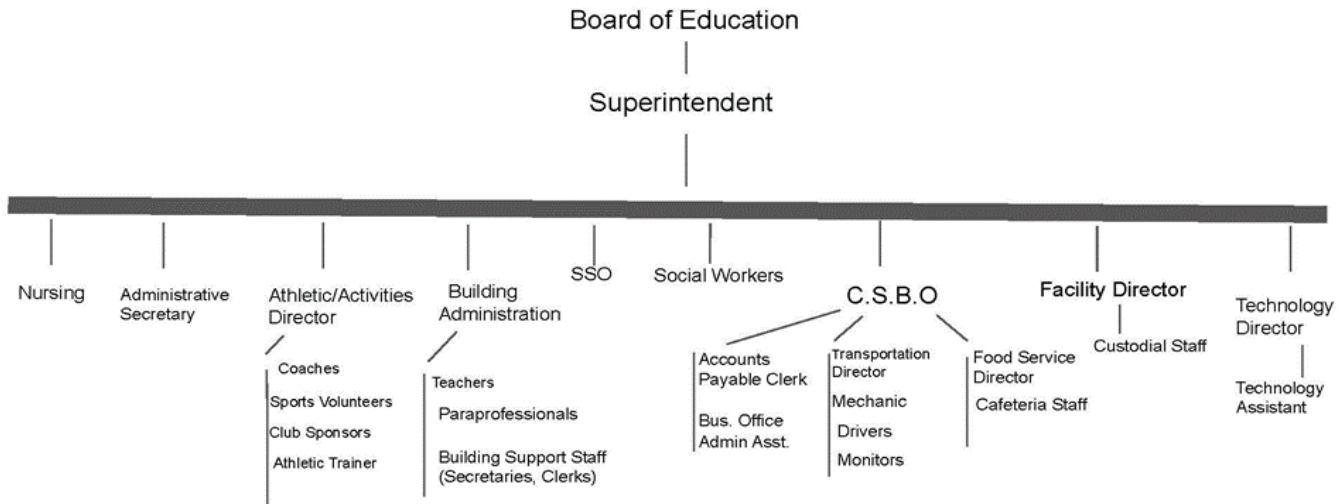 Board of Education
Superintendent
Nursing
Administrative
Secretary
Athletic/Activities
Director
Coaches
Sports Volunteers
Club Sponsors
Athletic Trainer
Building
Administration
Teachers
Paraprofessionals
Building Support Staff
(Secretaries, Clerks)
SSO
Social Workers
C.S.B.O
Accounts
Payable Clerk
Bus. Office
Admin Asst.
Transportation
Director
Mechanic
Drivers
Monitors
Food Service
Director
Cafeteria Staff
Facility Director
Custodial Staff
Technology
Director
Technology
Assistant